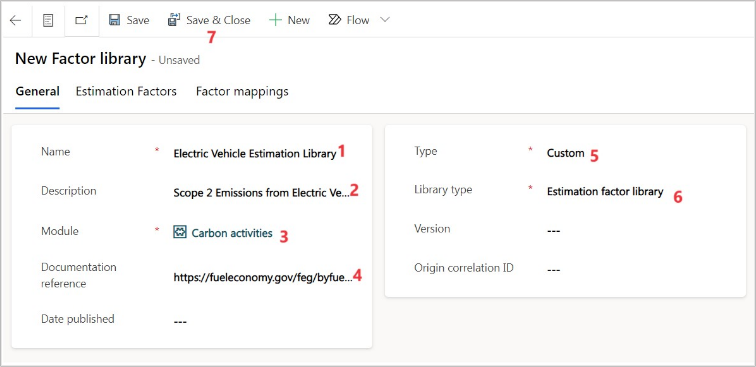 Save Save & Close New Flow
7
New Factor library - Unsaved
General Estimation Factors Factor mappings
Name * Electric Vehicle Estimation Library 1
Description Scope 2 Emissions from Electric Ve... 2
Module * Carbon activities 3
Documentation
reference https://fueleconomy.gov/feg/byfue... 4
Date published ---
Type * Custom 5
Library type * Estimation factor library 6
Version ---
Origin correlation ID ---